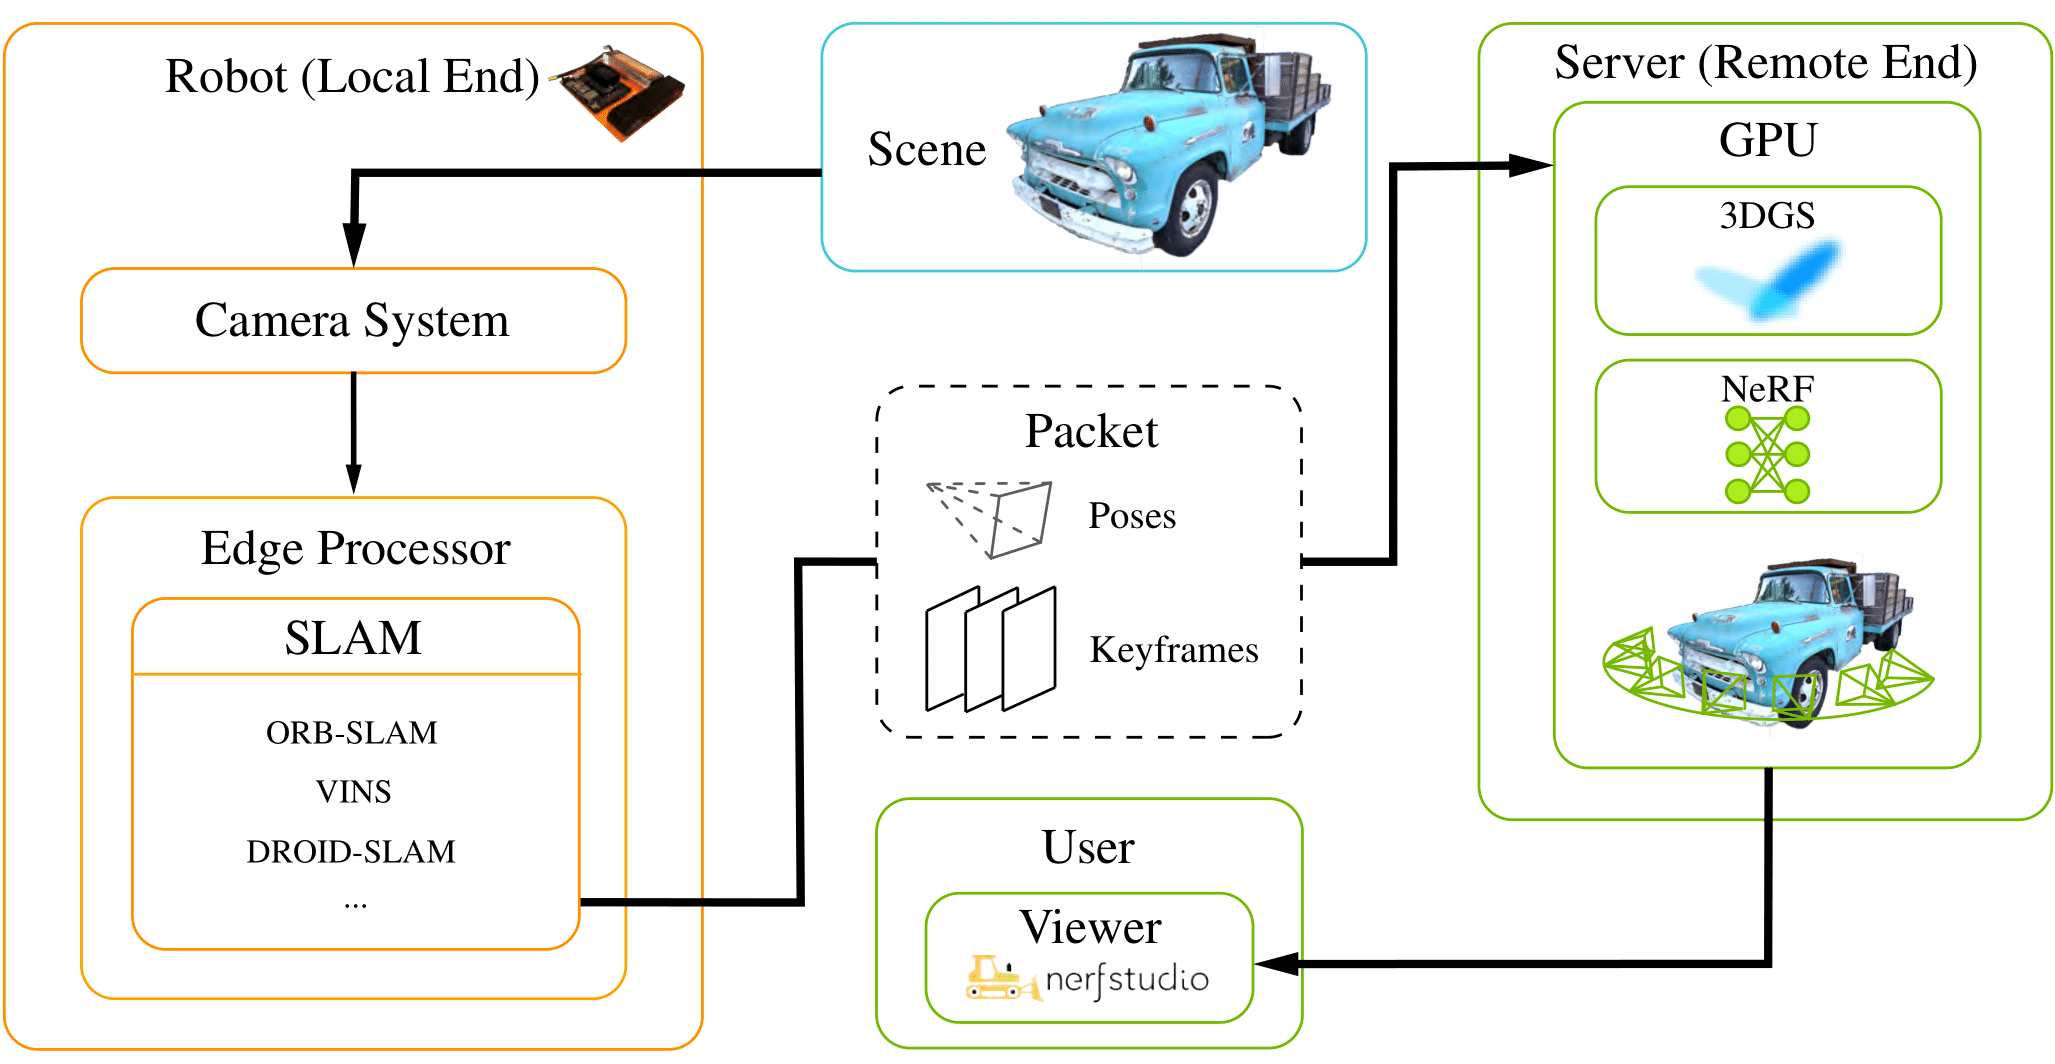 Robot (Local End)
Camera System
Edge Processor
SLAM
ORB-SLAM
VINS
DROID-SLAM
...
Scene
Packet
Poses
Keyframes
User
Viewer
nerfstudio
Server (Remote End)
GPU
3DGS
NeRF